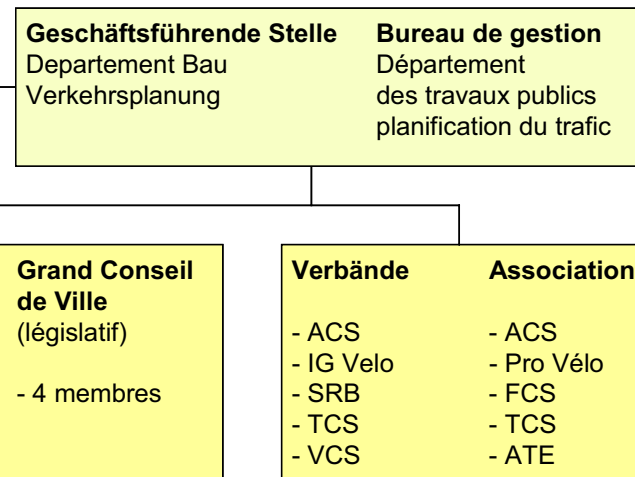 Geschäftsführende Stelle
Departement Bau
Verkehrsplanung
Bureau de gestion
Département
des travaux publics
planification du trafic
Grand Conseil
de Ville
(législatif)
- 4 membres
Verbände
- ACS
- IG Velo
- SRB
- TCS
- VCS
Association
- ACS
- Pro Vélo
- FCS
- TCS
- ATE